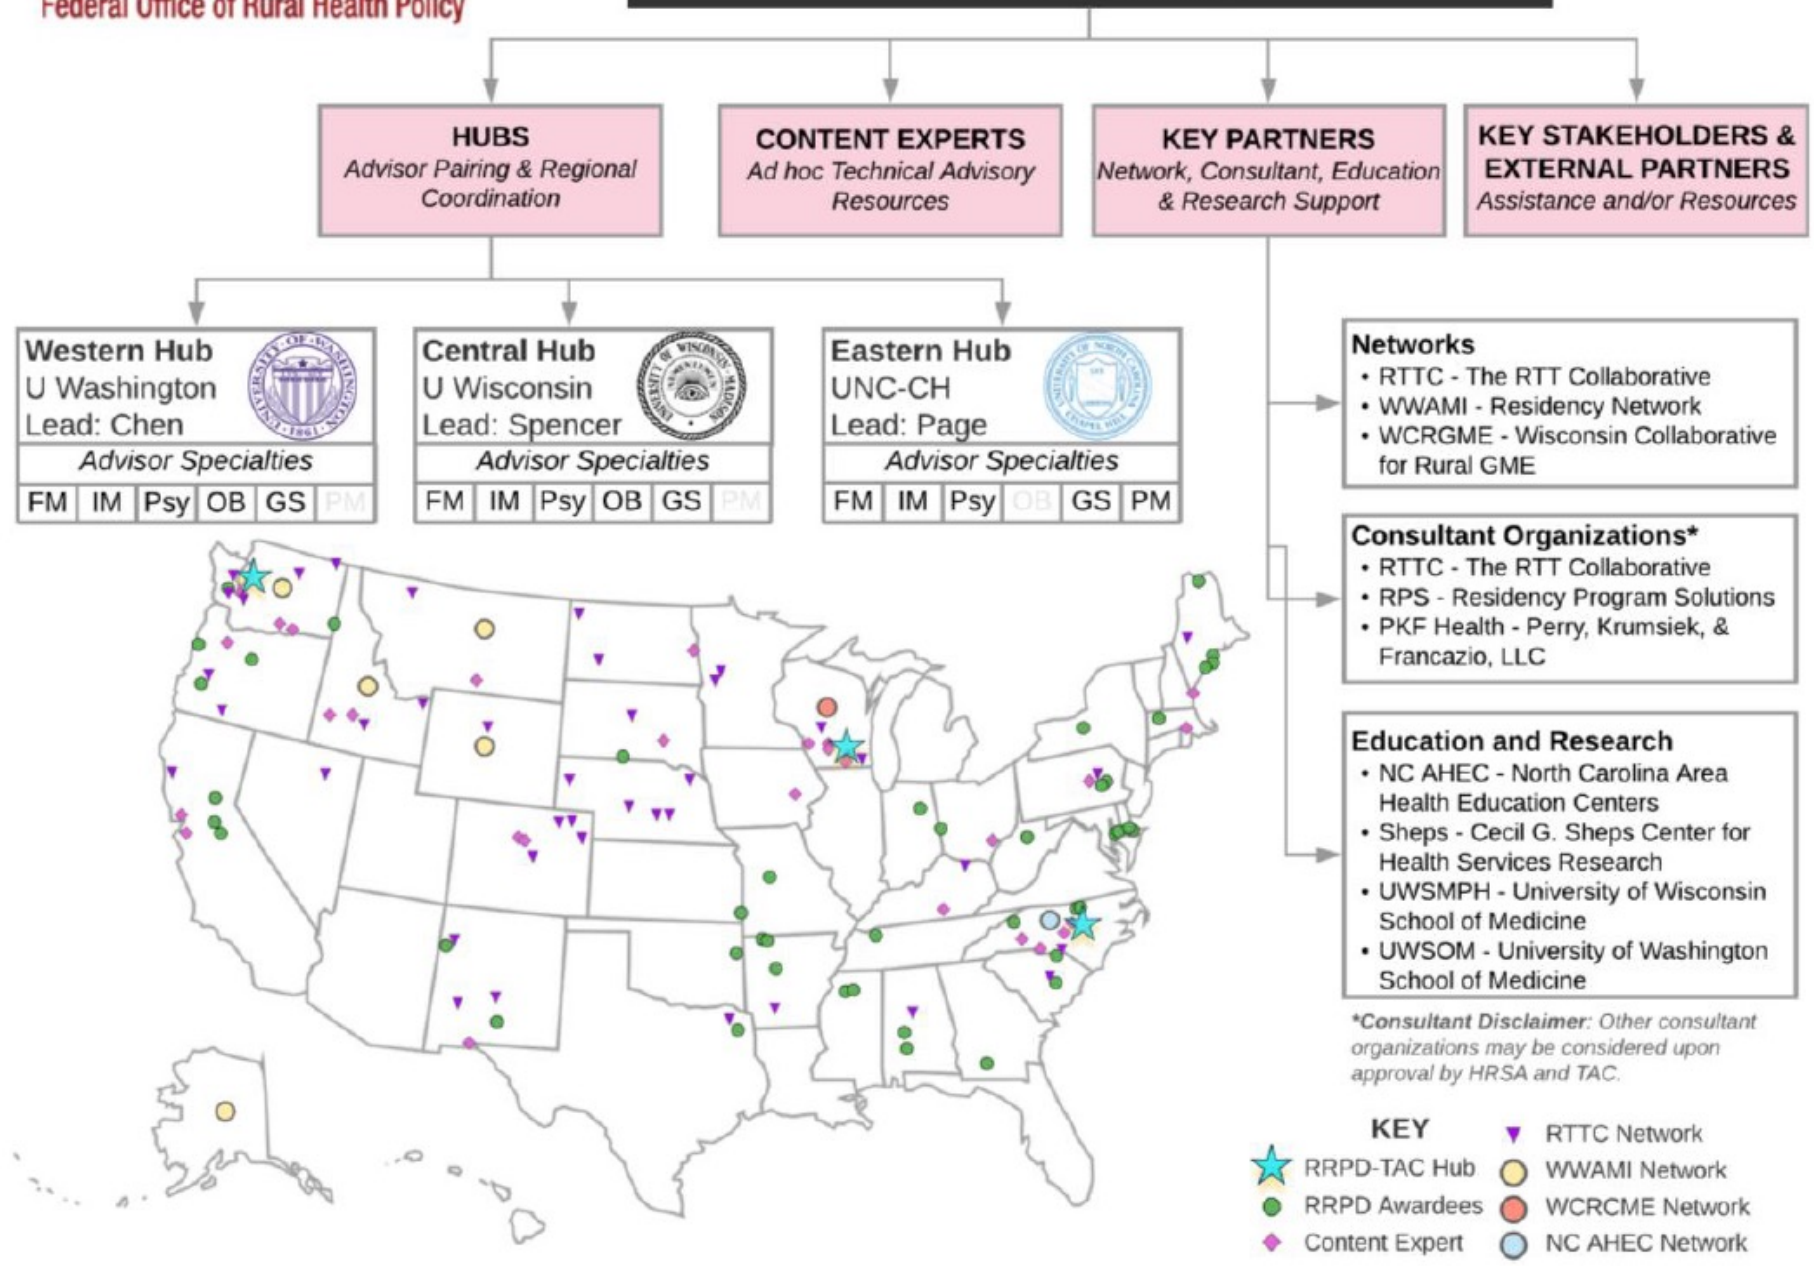 Federal Office of Rural Health Policy
HUBS
Advisor Pairing & Regional
Coordination
CONTENT EXPERTS
Ad hoc Technical Advisory
Resources
KEY PARTNERS
Network, Consultant, Education
& Research Support
KEY STAKEHOLDERS &
EXTERNAL PARTNERS
Assistance and/or Resources
Western Hub
U Washington
Lead: Chen
UNIVERSITY·OF·WASHINGTON
·1861·
Advisor Specialties
FM IM Psy OB GS PM
Central Hub
U Wisconsin
Lead: Spencer
Advisor Specialties
FM IM Psy OB GS PM
Eastern Hub
UNC-CH
Lead: Page
Advisor Specialties
FM IM Psy OB GS PM
Networks
• RTTC - The RTT Collaborative
• WWAMI - Residency Network
• WCRGME - Wisconsin Collaborative
for Rural GME
Consultant Organizations*
• RTTC - The RTT Collaborative
• RPS - Residency Program Solutions
• PKF Health - Perry, Krumsiek, &
Francazio, LLC
Education and Research
• NC AHEC - North Carolina Area
Health Education Centers
• Sheps - Cecil G. Sheps Center for
Health Services Research
• UWSMPH - University of Wisconsin
School of Medicine
• UWSOM - University of Washington
School of Medicine
*Consultant Disclaimer: Other consultant
organizations may be considered upon
approval by HRSA and TAC.
KEY
RRPD-TAC Hub
RRPD Awardees
Content Expert
RTTC Network
WWAMI Network
WCRCME Network
NC AHEC Network